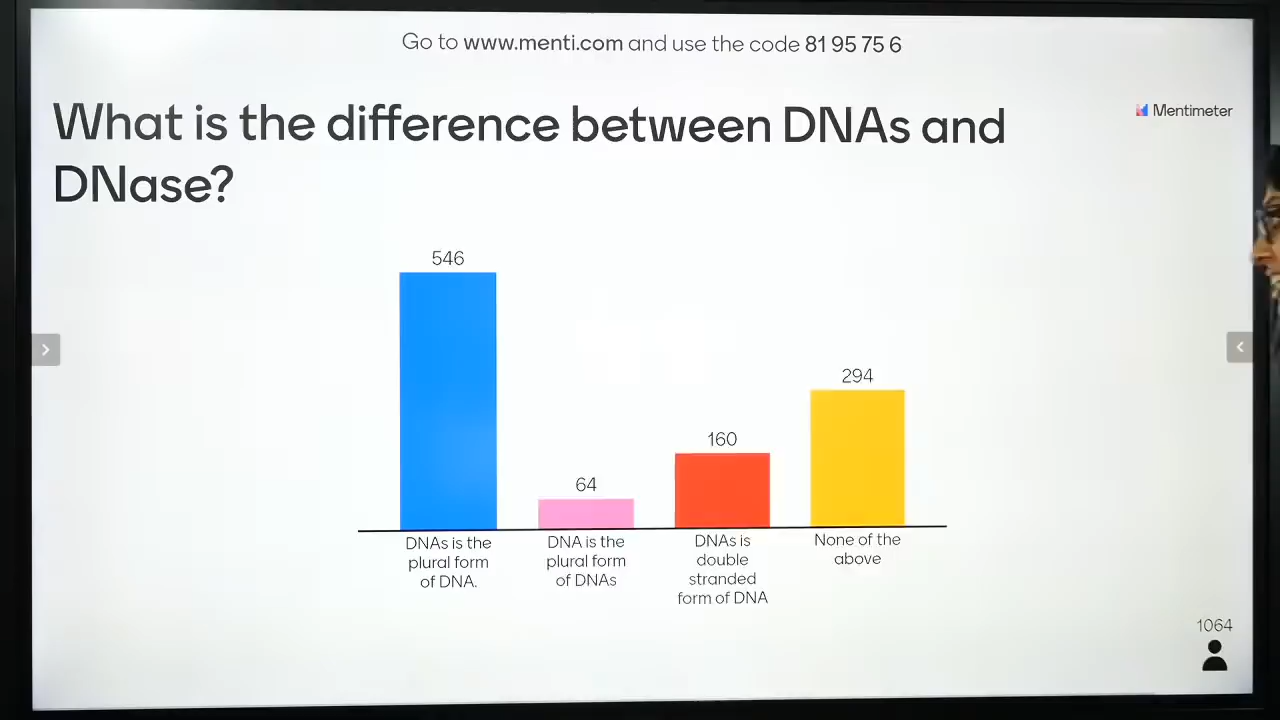 Go to www.menti.com and use the code 81 95 75 6
Mentimeter
What is the difference between DNAs and
DNase?
546
64
160
294
DNAs is the
plural form
of DNA.
DNA is the
plural form
of DNAs
DNAs is
double
stranded
form of DNA
None of the
above
1064